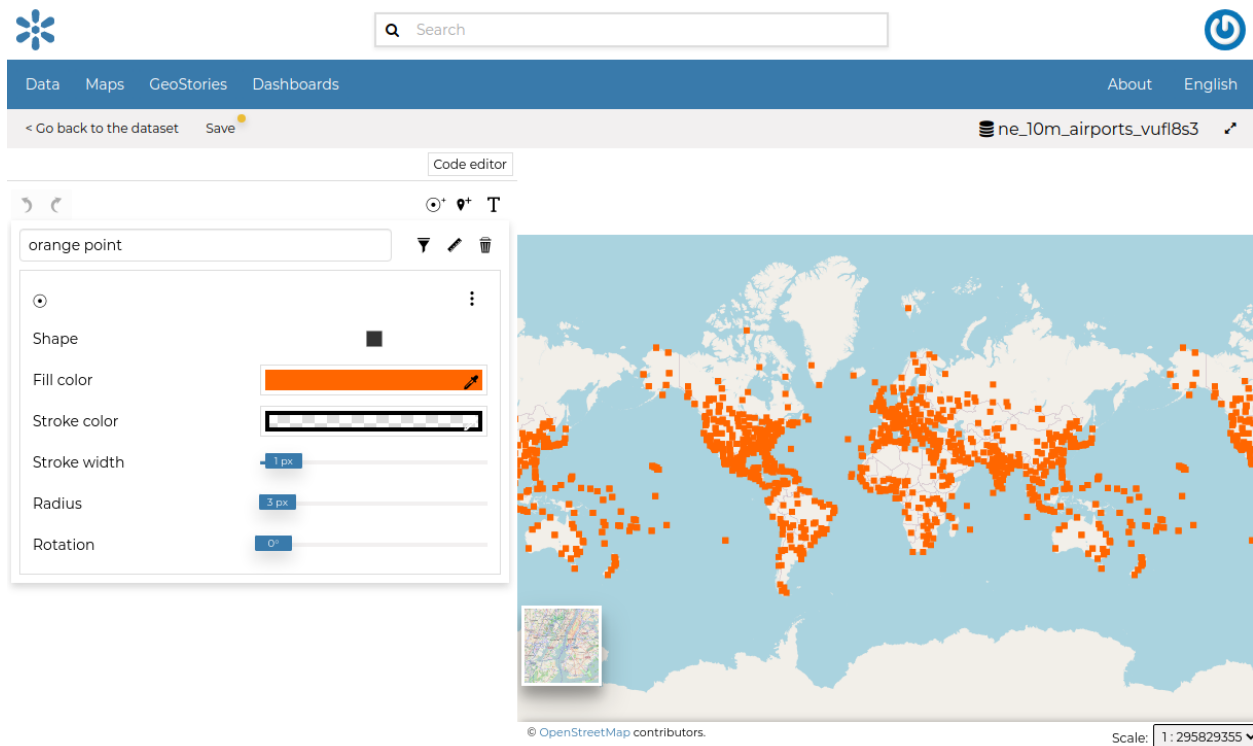 Search
Data Maps GeoStories Dashboards About English
< Go back to the dataset Save ne_10m_airports_vufl8s3
Code editor
T
orange point
Shape
Fill color
Stroke color
Stroke width 1 px
Radius 3 px
Rotation 0°
© OpenStreetMap contributors.
Scale: 1 : 295829355